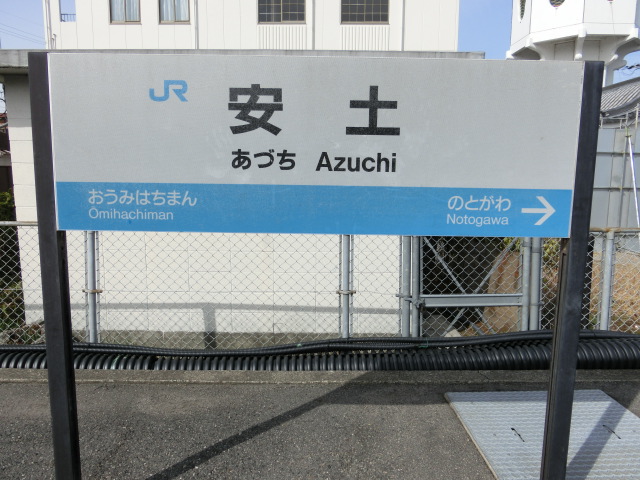 JR 安土
あづち Azuchi
おうみはちまん のとがわ
Ōmihachiman Notogawa